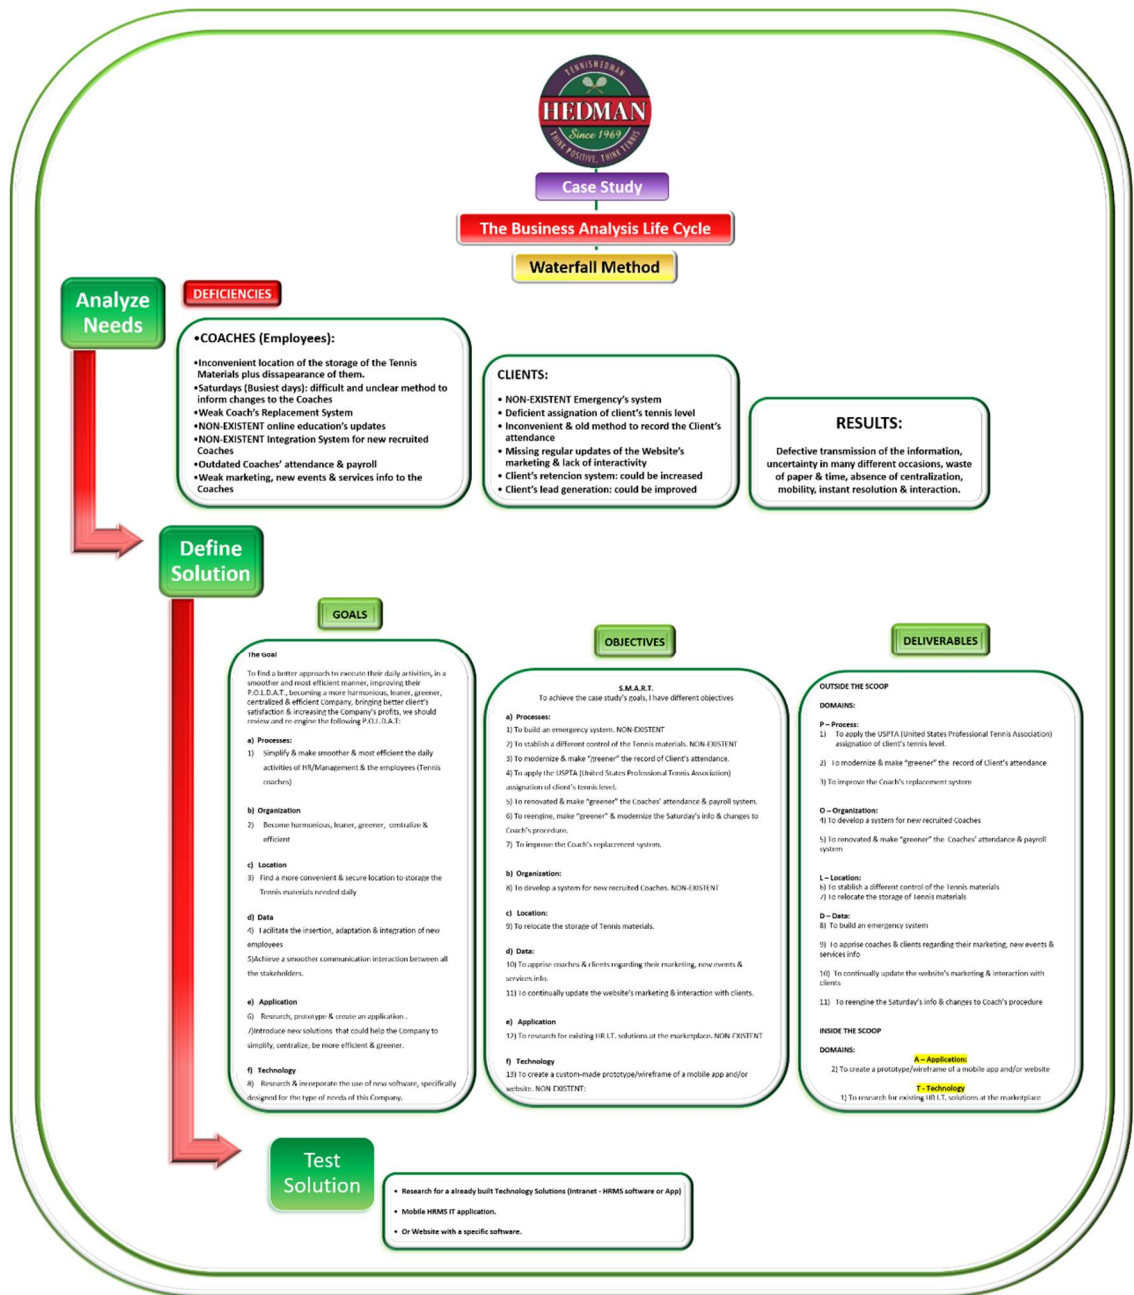 TENNISHEDMAN
HEDMAN
Since 1969
THINK POSITIVE, THINK TENNIS
Case Study
The Business Analysis Life Cycle
Waterfall Method
Analyze
Needs
DEFICIENCIES
•COACHES (Employees):
•Inconvenient location of the storage of the Tennis
Materials plus dissapearance of them.
•Saturdays (Busiest days): difficult and unclear method to
inform changes to the Coaches
•Weak Coach's Replacement System
•NON-EXISTENT online education's updates
•NON-EXISTENT Integration System for new recruited
Coaches
•Outdated Coaches' attendance & payroll
•Weak marketing, new events & services info to the
Coaches
CLIENTS:
• NON-EXISTENT Emergency's system
• Deficient assignation of client's tennis level
• Inconvenient & old method to record the Client's
attendance
• Missing regular updates of the Website's
marketing & lack of interactivity
• Client's retencion system: could be increased
• Client's lead generation: could be improved
RESULTS:
Defective transmission of the information,
uncertainty in many different occasions, waste
of paper & time, absence of centralization,
mobility, instant resolution & interaction.
Define
Solution
GOALS
The Goal
To find a better approach to execute their daily activities, in a
smoother and most efficient manner, improving their
P.O.L.D.A.T., becoming a more harmonious, leaner, greener,
centralized & efficient Company, bringing better client's
satisfaction & increasing the Company's profits, we should
review and re-engine the following P.O.L.D.A.T:
a) Processes:
1) Simplify & make smoother & most efficient the daily
activities of HR/Management & the employees (Tennis
coaches)
b) Organization
2) Become harmonious, leaner, greener, centralize &
efficient
c) Location
3) Find a more convenient & secure location to storage the
Tennis materials needed daily
d) Data
4) Facilitate the insertion, adaptation & integration of new
employees
5)Achieve a smoother communication interaction between all
the stakeholders.
e) Application
6) Research, prototype & create an application .
7)Introduce new solutions that could help the Company to
simplify, centralize, be more efficient & greener.
f) Technology
8) Research & incorporate the use of new software, specifically
designed for the type of needs of this Company.
OBJECTIVES
S.M.A.R.T.
To achieve the case study's goals, I have different objectives
a) Processes:
1) To build an emergency system. NON-EXISTENT
2) To stablish a different control of the Tennis materials. NON-EXISTENT
3) To modernize & make "greener" the record of Client's attendance.
4) To apply the USPTA (United States Professional Tennis Association)
assignation of client's tennis level.
5) To renovated & make "greener" the Coaches' attendance & payroll system.
6) To reengine, make "greener" & modernize the Saturday's info & changes to
Coach's procedure.
7) To improve the Coach's replacement system.
b) Organization:
8) To develop a system for new recruited Coaches. NON-EXISTENT
c) Location:
9) To relocate the storage of Tennis materials.
d) Data:
10) To apprise coaches & clients regarding their marketing, new events &
services info.
11) To continually update the website's marketing & interaction with clients.
e) Application
12) To research for existing HR I.T. solutions at the marketplace. NON-EXISTENT
f) Technology
13) To create a custom-made prototype/wireframe of a mobile app and/or
website. NON EXISTENT:
DELIVERABLES
OUTSIDE THE SCOOP
DOMAINS:
P – Process:
1) To apply the USPTA (United States Professional Tennis Association)
assignation of client's tennis level.
2) To modernize & make "greener" the record of Client's attendance
3) To improve the Coach's replacement system
O – Organization:
4) To develop a system for new recruited Coaches
5) To renovated & make "greener" the Coaches' attendance & payroll
system
L – Location:
6) To stablish a different control of the Tennis materials
7) To relocate the storage of Tennis materials
D – Data:
8) To build an emergency system
9) To apprise coaches & clients regarding their marketing, new events &
services info
10) To continually update the website's marketing & interaction with
clients
11) To reengine the Saturday's info & changes to Coach's procedure
INSIDE THE SCOOP
DOMAINS:
A – Application:
2) To create a prototype/wireframe of a mobile app and/or website
T - Technology
1) To research for existing HR I.T. solutions at the marketplace
Test
Solution
• Research for a already built Technology Solutions (Intranet - HRMS software or App)
• Mobile HRMS IT application.
• Or Website with a specific software.